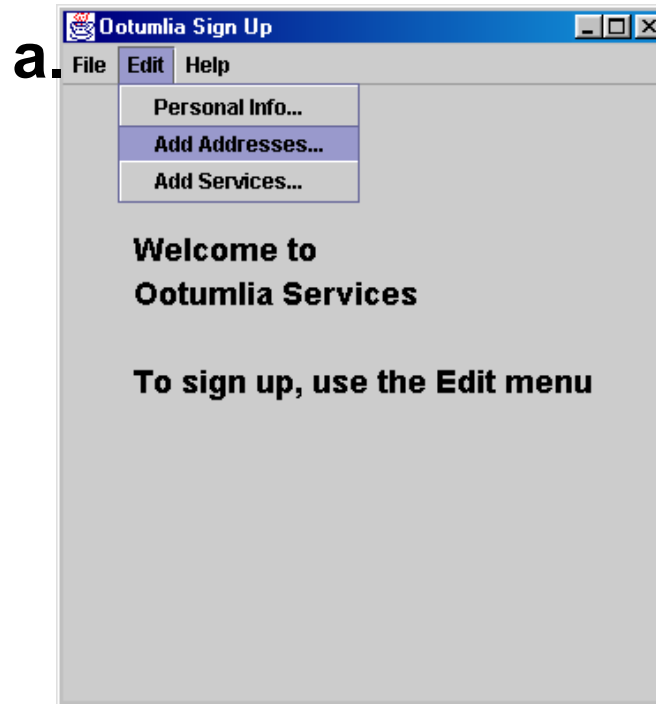 Ootumlia Sign Up
a.
File Edit Help
Personal Info...
Add Addresses...
Add Services...
Welcome to
Ootumlia Services
To sign up, use the Edit menu